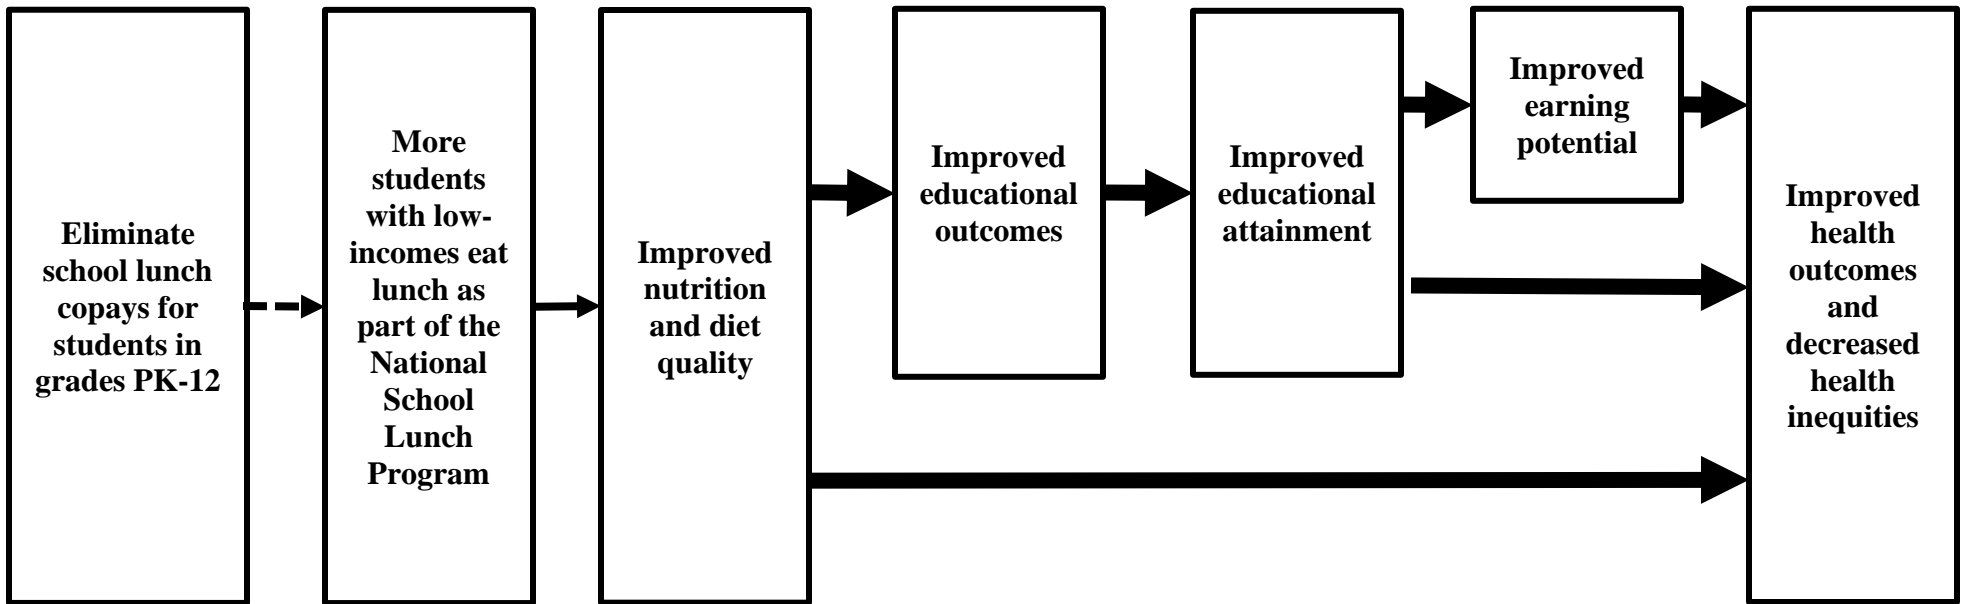 Eliminate
school lunch
copays for
students in
grades PK-12
More
students
with low-
incomes eat
lunch as
part of the
National
School
Lunch
Program
Improved
nutrition
and diet
quality
Improved
educational
outcomes
Improved
educational
attainment
Improved
earning
potential
Improved
health
outcomes
and
decreased
health
inequities